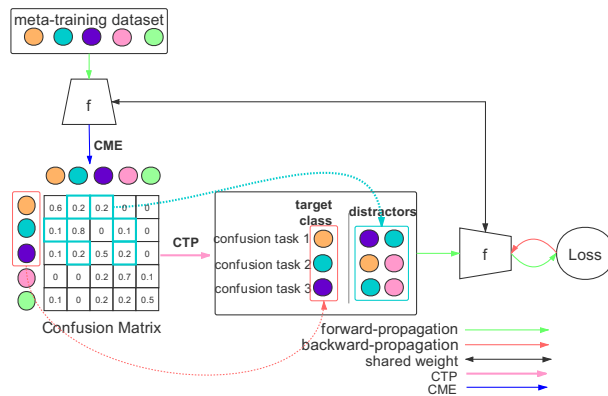 meta-training dataset
f
CME
0.6 0.2 0.2 0 0
0.1 0.8 0 0.1 0
0.1 0.2 0.5 0.2 0
0 0 0.2 0.7 0.1
0.1 0 0.2 0.2 0.5
Confusion Matrix
CTP
target
class
distractors
confusion task 1
confusion task 2
confusion task 3
f
Loss
forward-propagation
backward-propagation
shared weight
CTP
CME